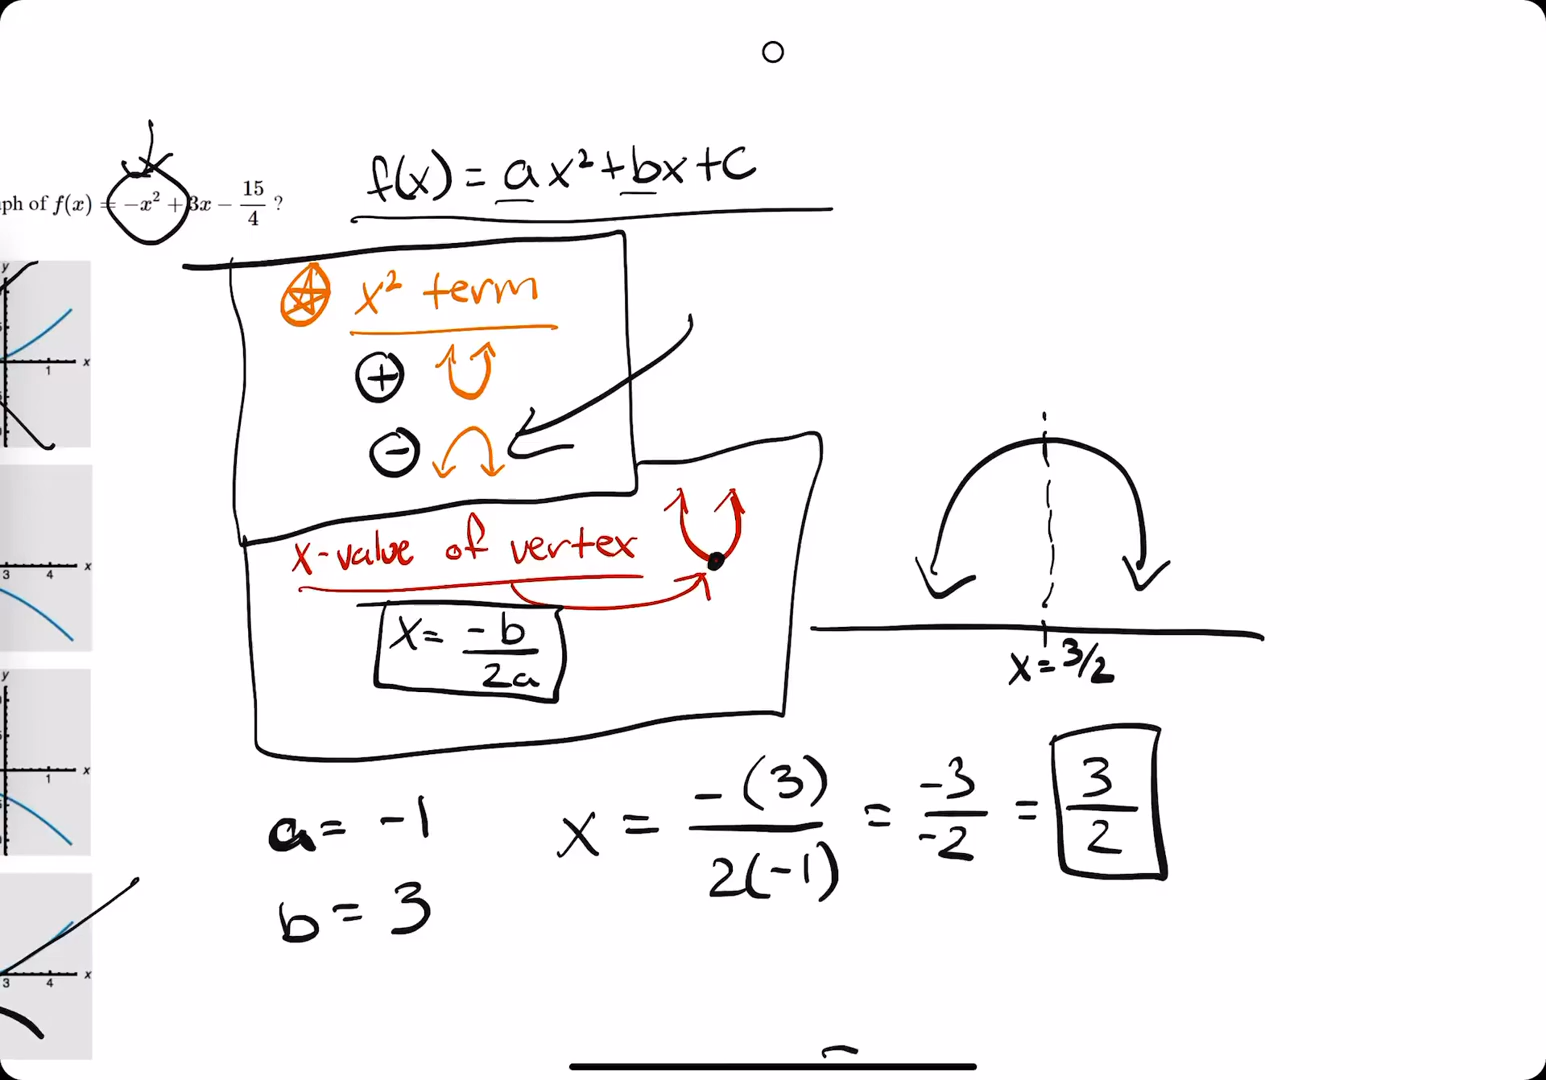 f(x) = ax² + bx + c
ph of f(x) = −x² + 3x − 15/4 ?
x² term
+
−
x-value of vertex
x = -b/2a
x = 3/2
a = -1
x = -(3)/2(-1) = -3/-2 = 3/2
b = 3
y
1 x
3 4 x
y
1 x
3 4 x